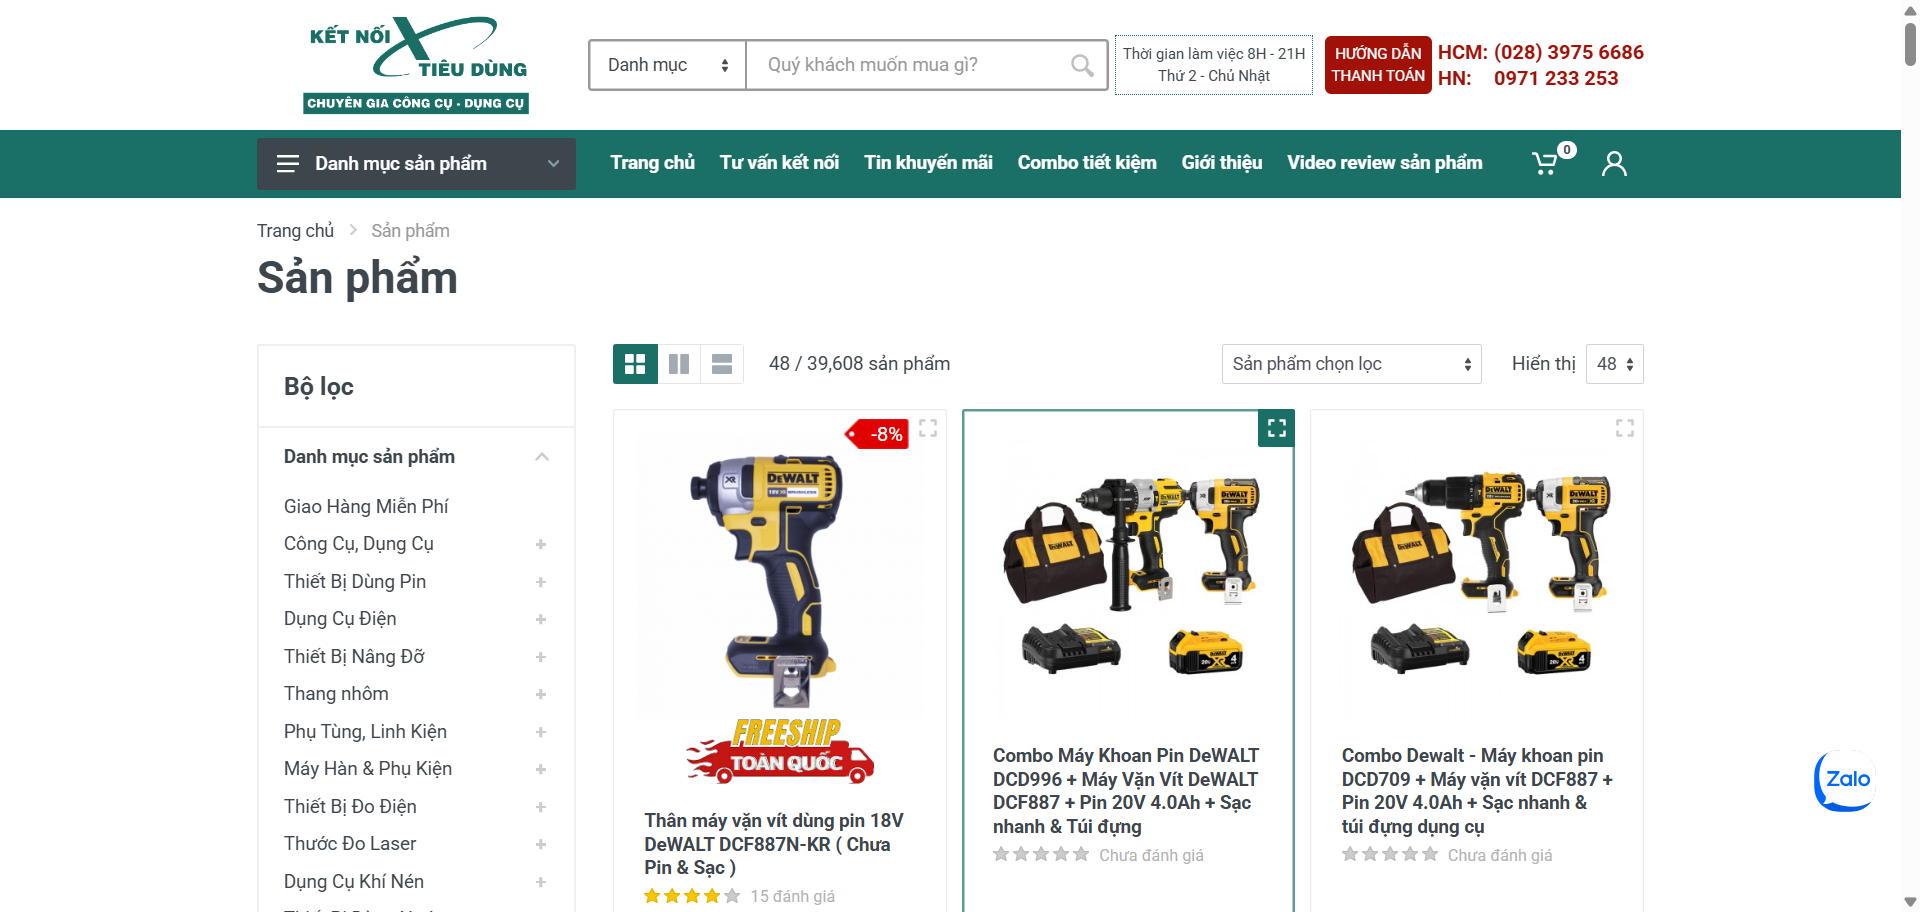 KẾT NỐI
TIÊU DÙNG
CHUYÊN GIA CÔNG CỤ - DỤNG CỤ
Danh mục
Quý khách muốn mua gì?
Thời gian làm việc 8H - 21H
Thứ 2 - Chủ Nhật
HƯỚNG DẪN
THANH TOÁN
HCM: (028) 3975 6686
HN: 0971 233 253
Danh mục sản phẩm
Trang chủ
Tư vấn kết nối
Tin khuyến mãi
Combo tiết kiệm
Giới thiệu
Video review sản phẩm
0
Trang chủ
Sản phẩm
Sản phẩm
Bộ lọc
Danh mục sản phẩm
Giao Hàng Miễn Phí
Công Cụ, Dụng Cụ
Thiết Bị Dùng Pin
Dụng Cụ Điện
Thiết Bị Nâng Đỡ
Thang nhôm
Phụ Tùng, Linh Kiện
Máy Hàn & Phụ Kiện
Thiết Bị Đo Điện
Thước Đo Laser
Dụng Cụ Khí Nén
48 / 39,608 sản phẩm
Sản phẩm chọn lọc
Hiển thị
48
-8%
DEWALT
XR
FREESHIP
TOÀN QUỐC
Thân máy vặn vít dùng pin 18V
DeWALT DCF887N-KR ( Chưa
Pin & Sạc )
15 đánh giá
DEWALT
Combo Máy Khoan Pin DeWALT
DCD996 + Máy Vặn Vít DeWALT
DCF887 + Pin 20V 4.0Ah + Sạc
nhanh & Túi đựng
Chưa đánh giá
DEWALT
Combo Dewalt - Máy khoan pin
DCD709 + Máy vặn vít DCF887 +
Pin 20V 4.0Ah + Sạc nhanh &
túi đựng dụng cụ
Chưa đánh giá
Zalo